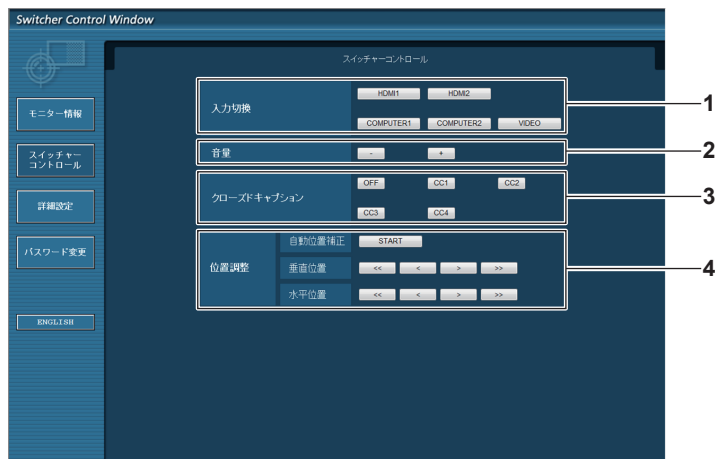 Switcher Control Window
スイッチャーコントロール
モニター情報
スイッチャー
コントロール
詳細設定
パスワード変更
ENGLISH
入力切換
HDMI1 HDMI2
COMPUTER1 COMPUTER2 VIDEO
1
音量
- +
2
クローズドキャプション
OFF CC1 CC2
CC3 CC4
3
位置調整
自動位置補正 START
垂直位置 << < > >>
水平位置 << < > >>
4